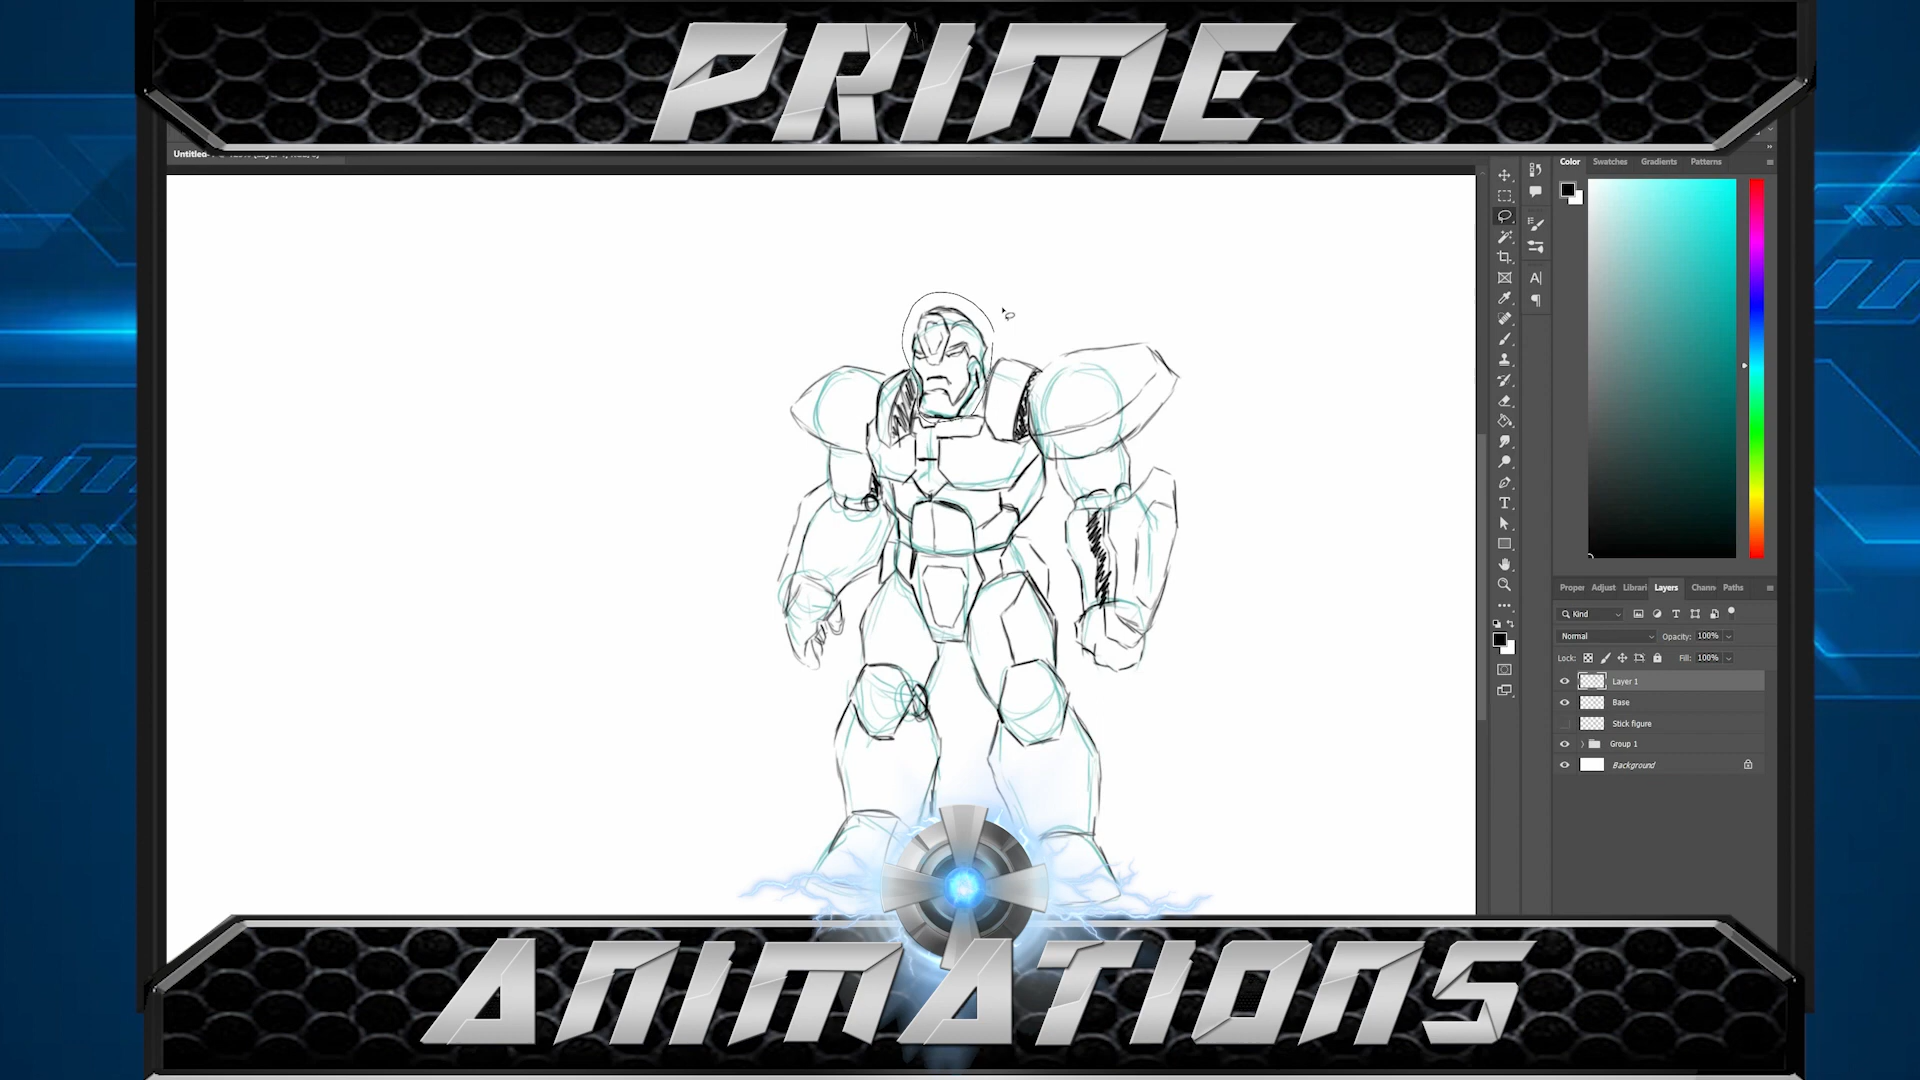 PRIME
Untitled-
Color Swatches Gradients Patterns
Proper Adjust Librari Layers Chann Paths
Kind
Normal Opacity: 100%
Lock: Fill: 100%
Layer 1
Base
Stick figure
Group 1
Background
ANIMATIONS